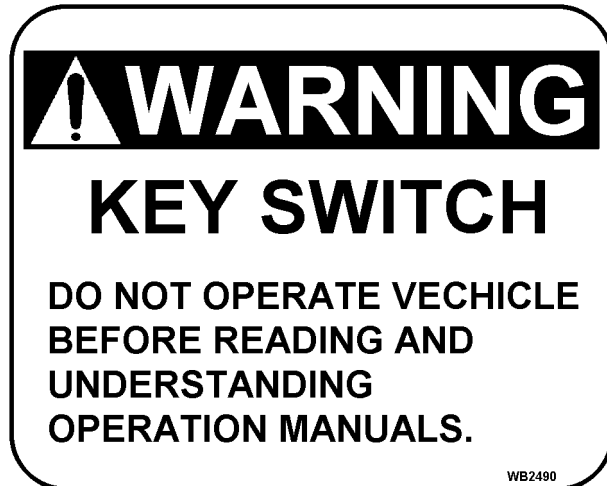 WARNING
KEY SWITCH
DO NOT OPERATE VECHICLE
BEFORE READING AND
UNDERSTANDING
OPERATION MANUALS.
WB2490